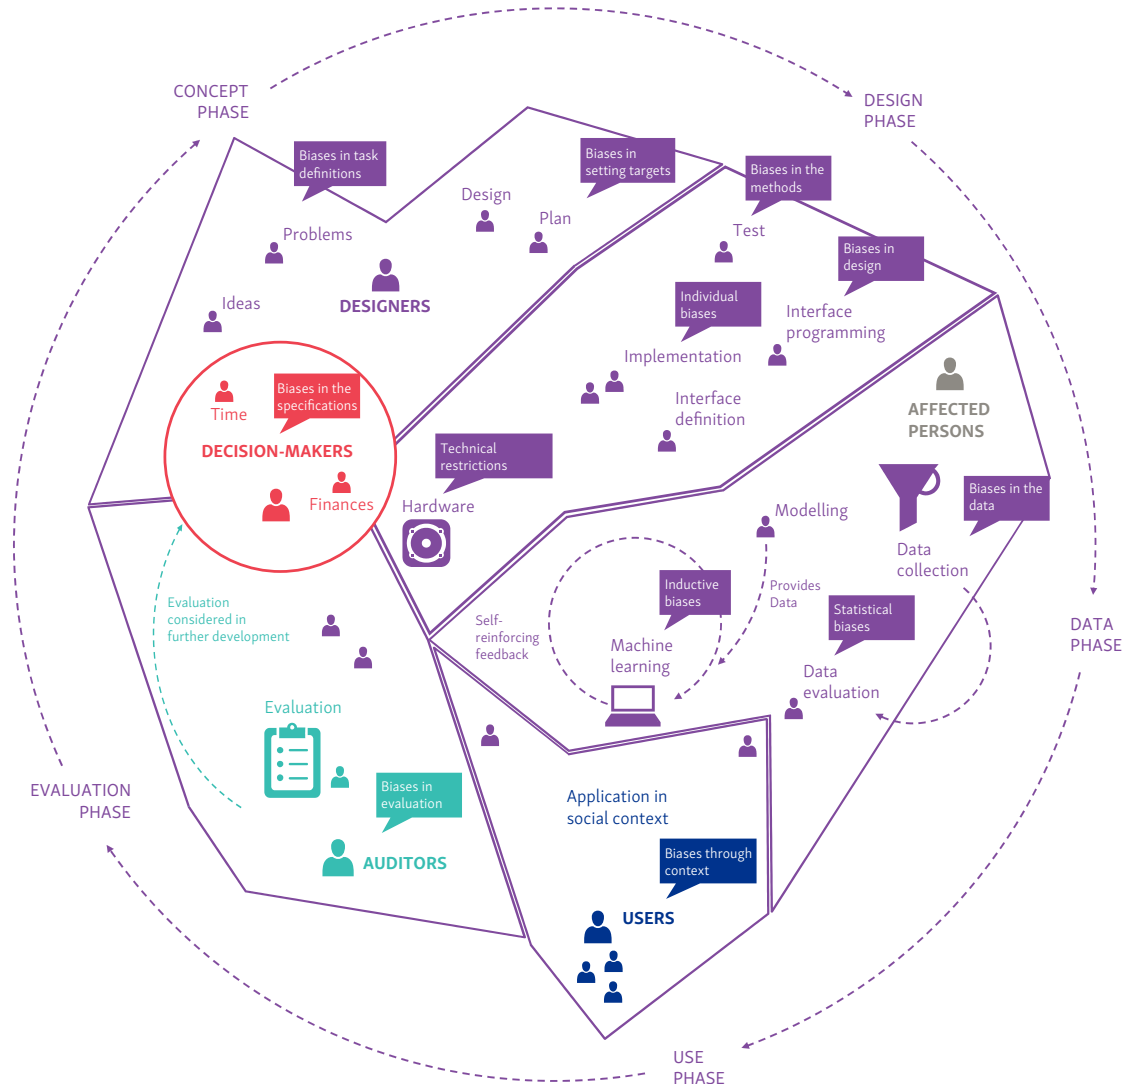 CONCEPT
PHASE
DESIGN
PHASE
Biases in task
definitions
Biases in
setting targets
Biases in the
methods
Design
Plan
Problems
Test
Biases in
design
Ideas
DESIGNERS
Individual
biases
Interface
programming
Implementation
Time
Biases in the
specifications
DECISION-MAKERS
Finances
Interface
definition
AFFECTED
PERSONS
Technical
restrictions
Hardware
Modelling
Biases in the
data
Data
collection
Evaluation
considered in
further development
Self-
reinforcing
feedback
Inductive
biases
Provides
Data
Statistical
biases
Machine
learning
Data
evaluation
DATA
PHASE
Evaluation
EVALUATION
PHASE
Biases in
evaluation
AUDITORS
Application in
social context
Biases through
context
USERS
USE
PHASE